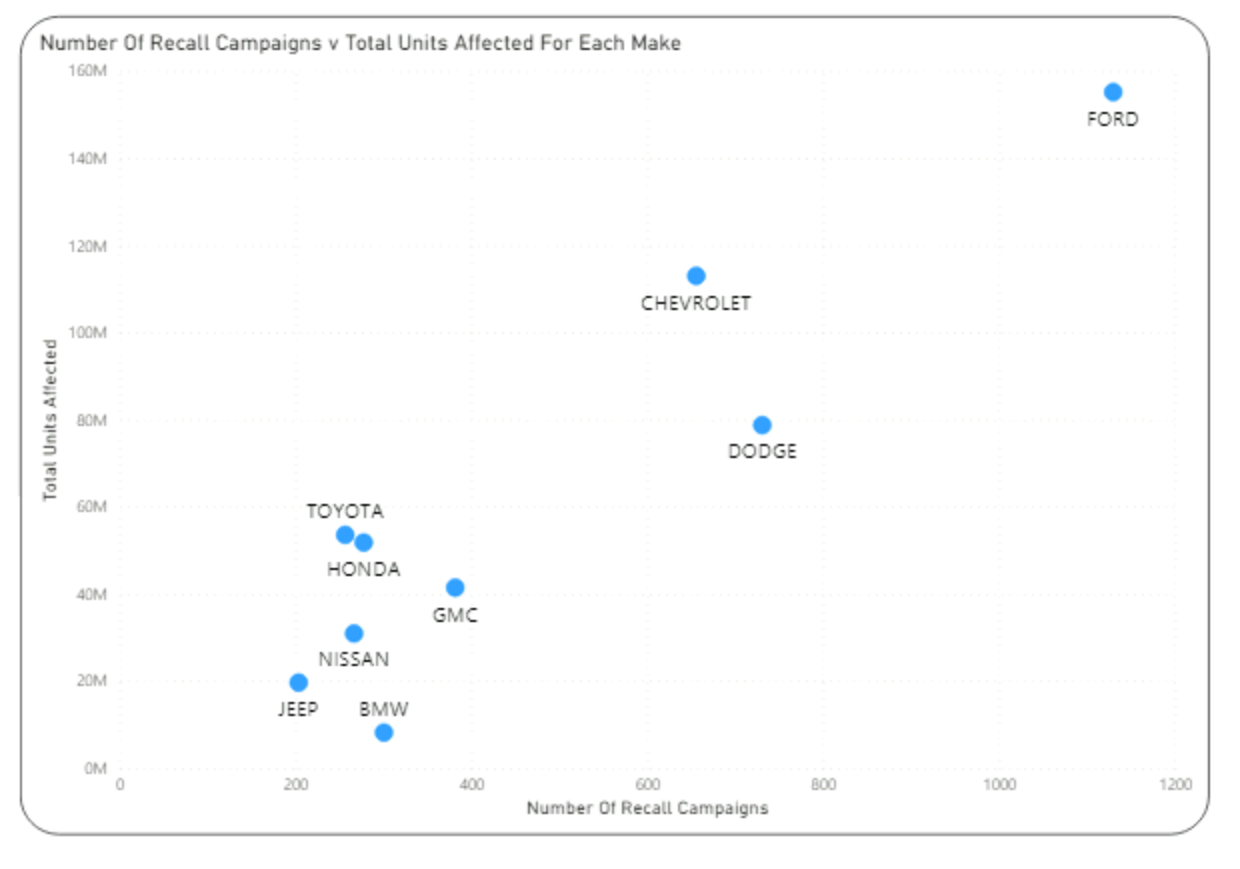 Number Of Recall Campaigns v Total Units Affected For Each Make
160M
FORD
140M
120M
CHEVROLET
100M
Total Units Affected
80M
DODGE
60M
TOYOTA
HONDA
40M
GMC
NISSAN
20M
JEEP
BMW
0M
0 200 400 600 800 1000 1200
Number Of Recall Campaigns